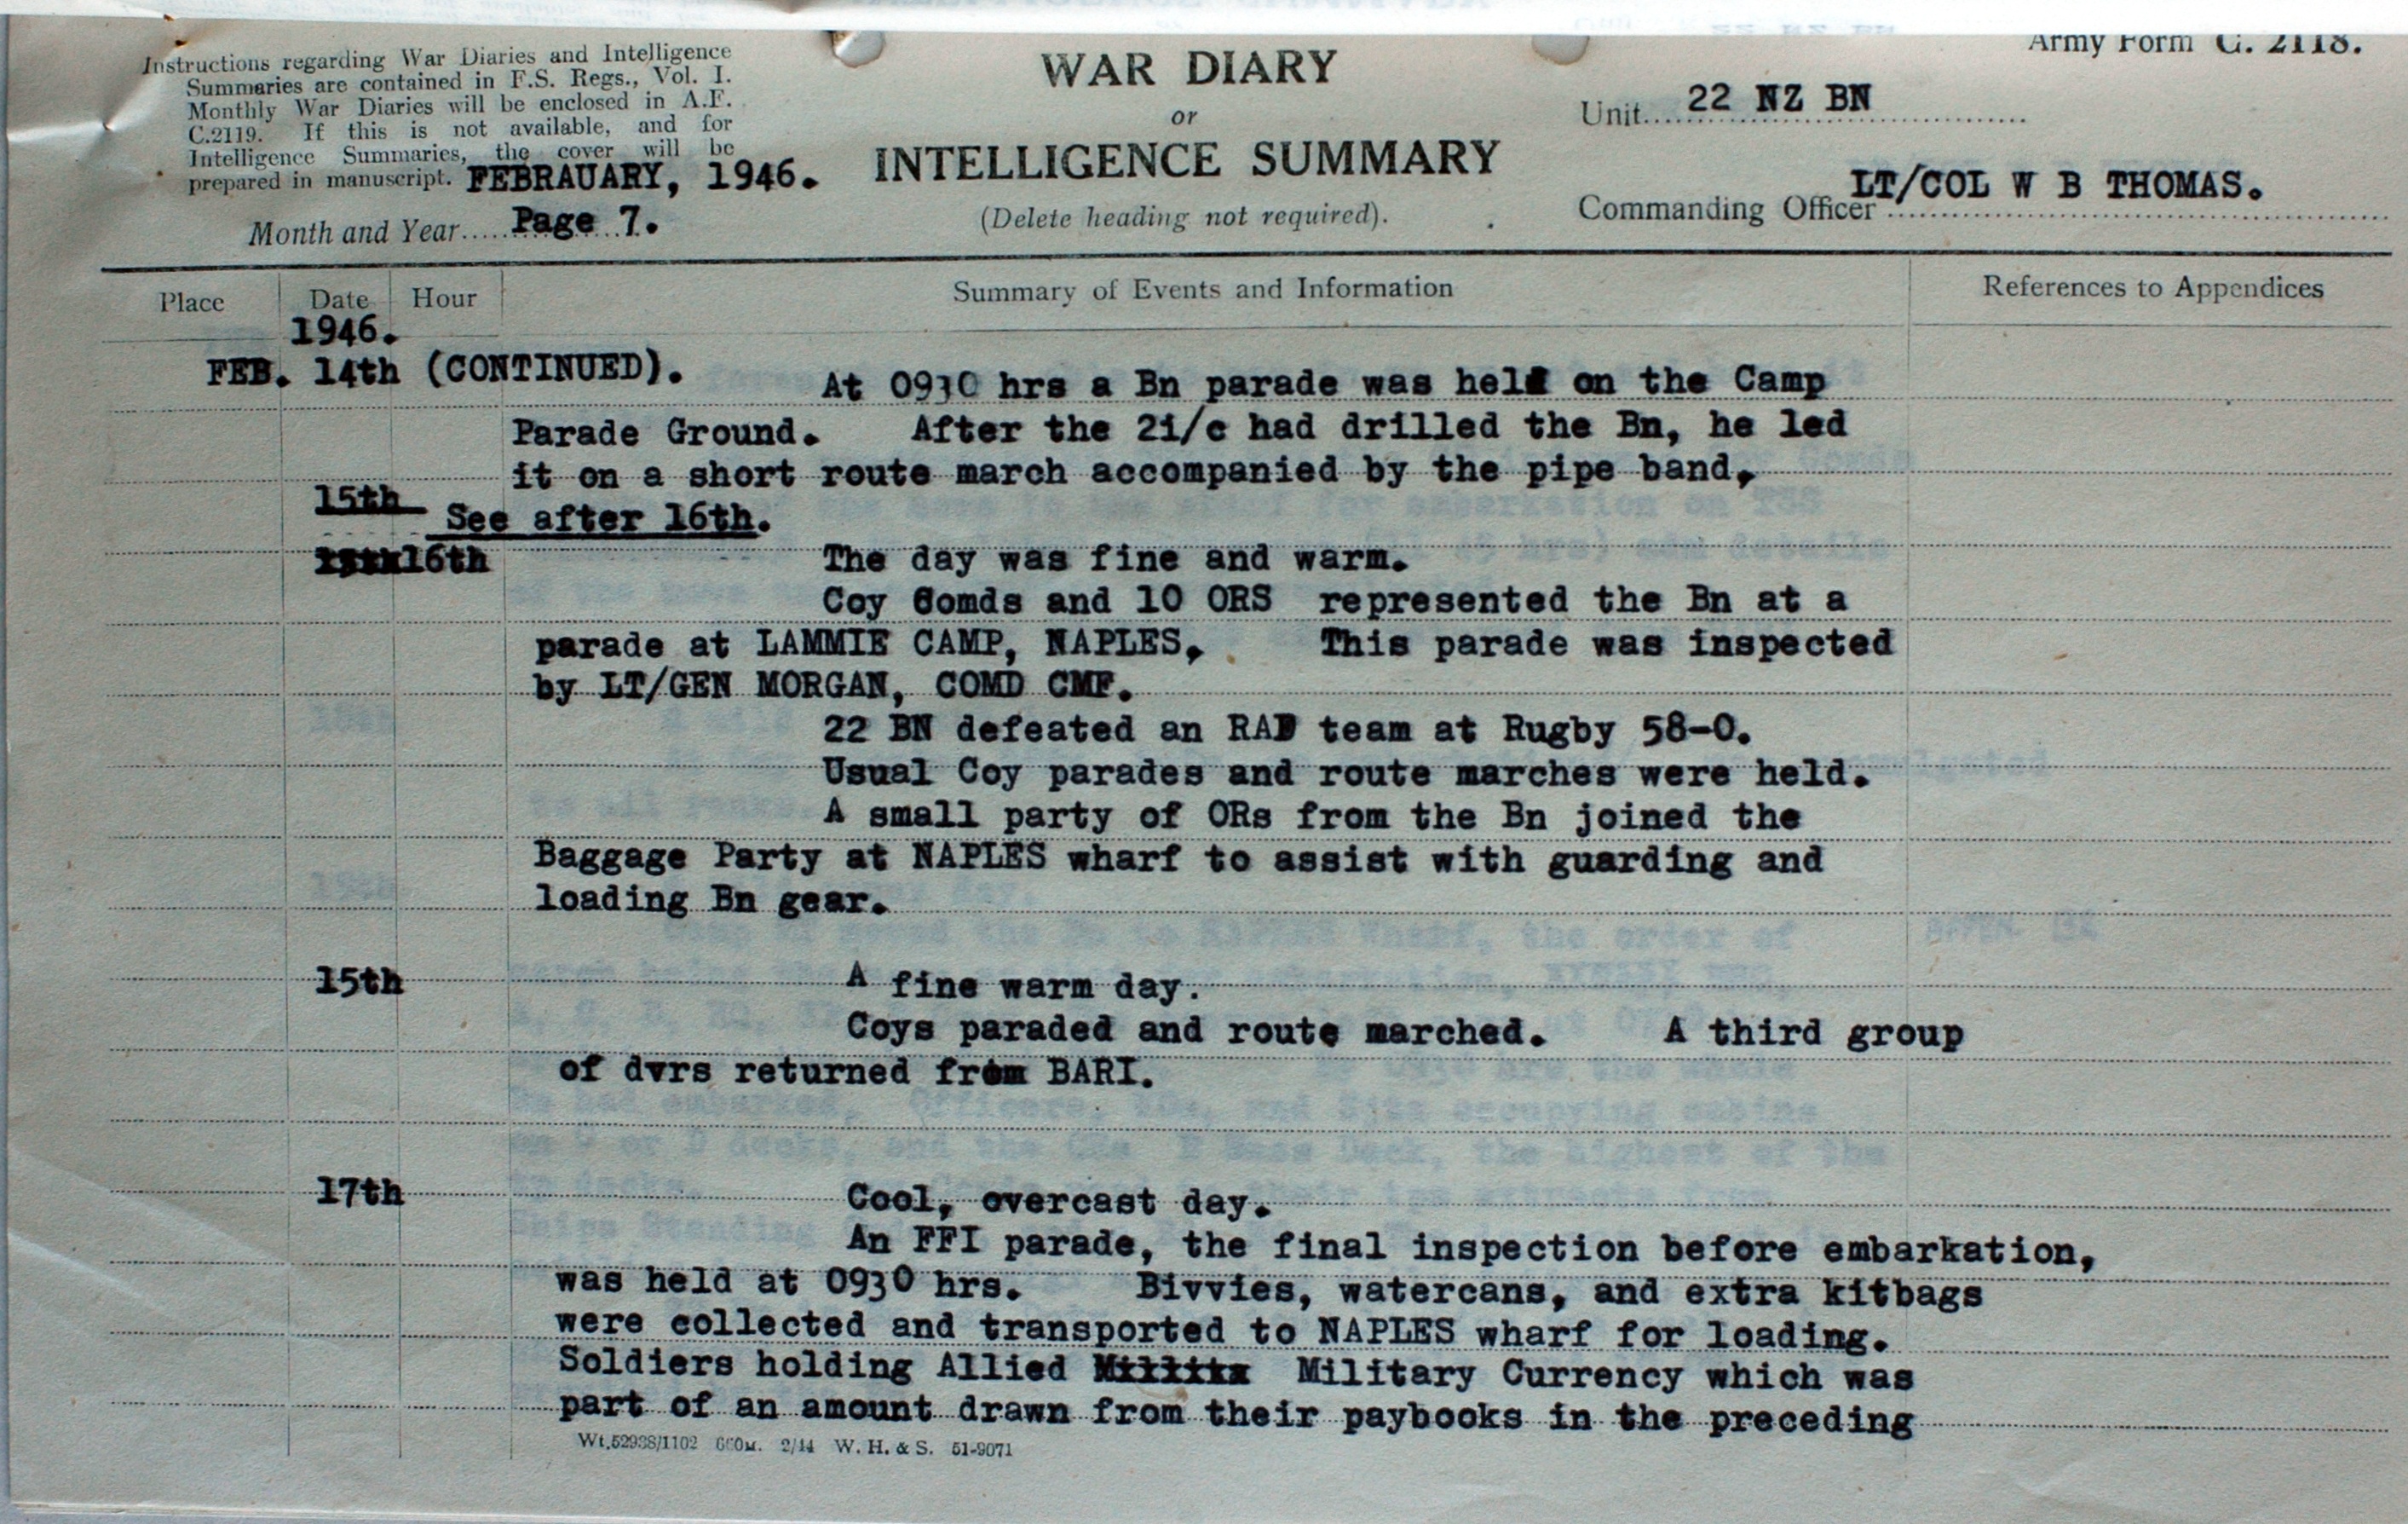 Instructions regarding War Diaries and Intelligence
Summaries are contained in F.S. Regs., Vol. I.
Monthly War Diaries will be enclosed in A.F.
C.2119. If this is not available, and for
Intelligence Summaries, the cover will be
prepared in manuscript. FEBRAUARY, 1946.
Month and Year..... Page 7.
WAR DIARY
or
INTELLIGENCE SUMMARY
(Delete heading not required).
Army Form C. 2118.
Unit..... 22 NZ BN
Commanding Officer LT/COL W B THOMAS.
Place Date Hour Summary of Events and Information References to Appendices
1946.
FEB. 14th (CONTINUED). At 0930 hrs a Bn parade was held on the Camp
Parade Ground. After the 2i/c had drilled the Bn, he led
it on a short route march accompanied by the pipe band.
15th See after 16th.
16th The day was fine and warm.
Coy Comds and 10 ORS represented the Bn at a
parade at LAMMIE CAMP, NAPLES. This parade was inspected
by LT/GEN MORGAN, COMD CMF.
22 BN defeated an RAF team at Rugby 58-0.
Usual Coy parades and route marches were held.
A small party of ORs from the Bn joined the
Baggage Party at NAPLES wharf to assist with guarding and
loading Bn gear.
15th A fine warm day.
Coys paraded and route marched. A third group
of dvrs returned from BARI.
17th Cool, overcast day.
An FFI parade, the final inspection before embarkation,
was held at 0930 hrs. Bivvies, watercans, and extra kitbags
were collected and transported to NAPLES wharf for loading.
Soldiers holding Allied Military Currency which was
part of an amount drawn from their paybooks in the preceding
Wt.52938/1102 660M. 2/44 W. H. & S. 51-9071